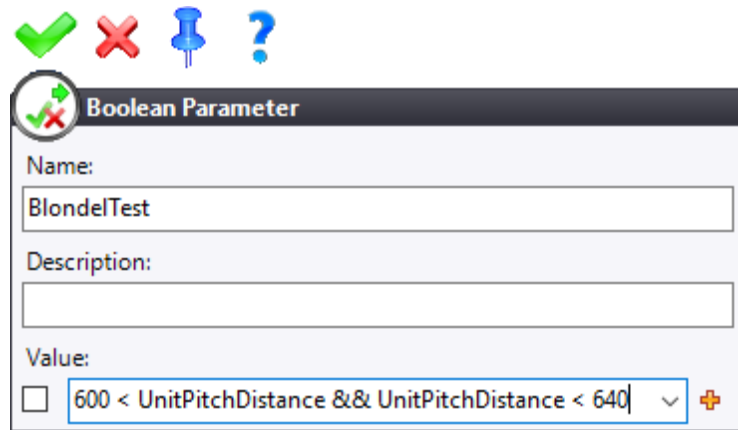 Boolean Parameter
Name:
BlondelTest
Description:
Value:
600 < UnitPitchDistance && UnitPitchDistance < 640